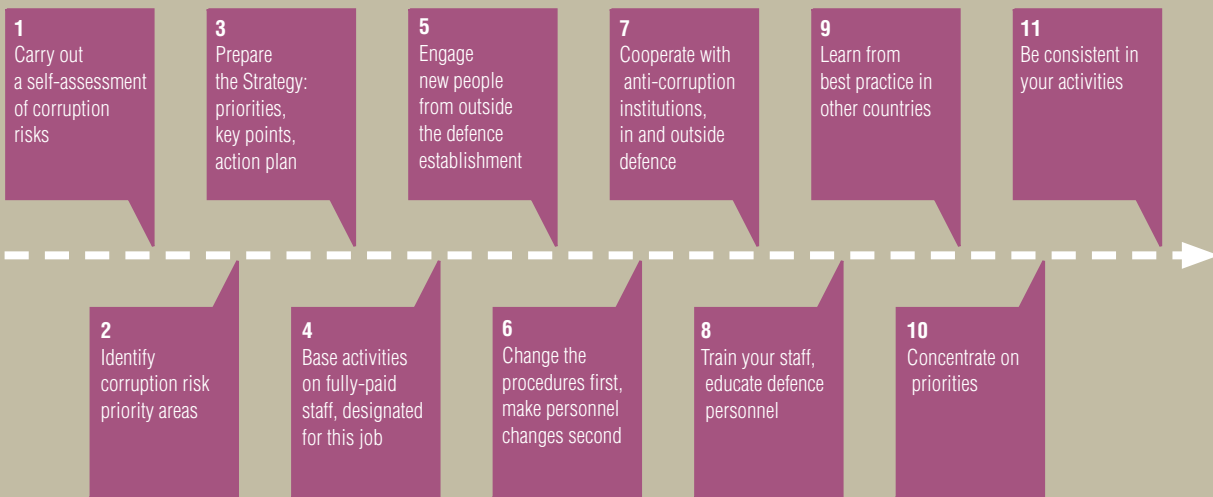 1
Carry out
a self-assessment
of corruption
risks
2
Identify
corruption risk
priority areas
3
Prepare
the Strategy:
priorities,
key points,
action plan
4
Base activities
on fully-paid
staff, designated
for this job
5
Engage
new people
from outside
the defence
establishment
6
Change the
procedures first,
make personnel
changes second
7
Cooperate with
anti-corruption
institutions,
in and outside
defence
8
Train your staff,
educate defence
personnel
9
Learn from
best practice in
other countries
10
Concentrate on
priorities
11
Be consistent in
your activities